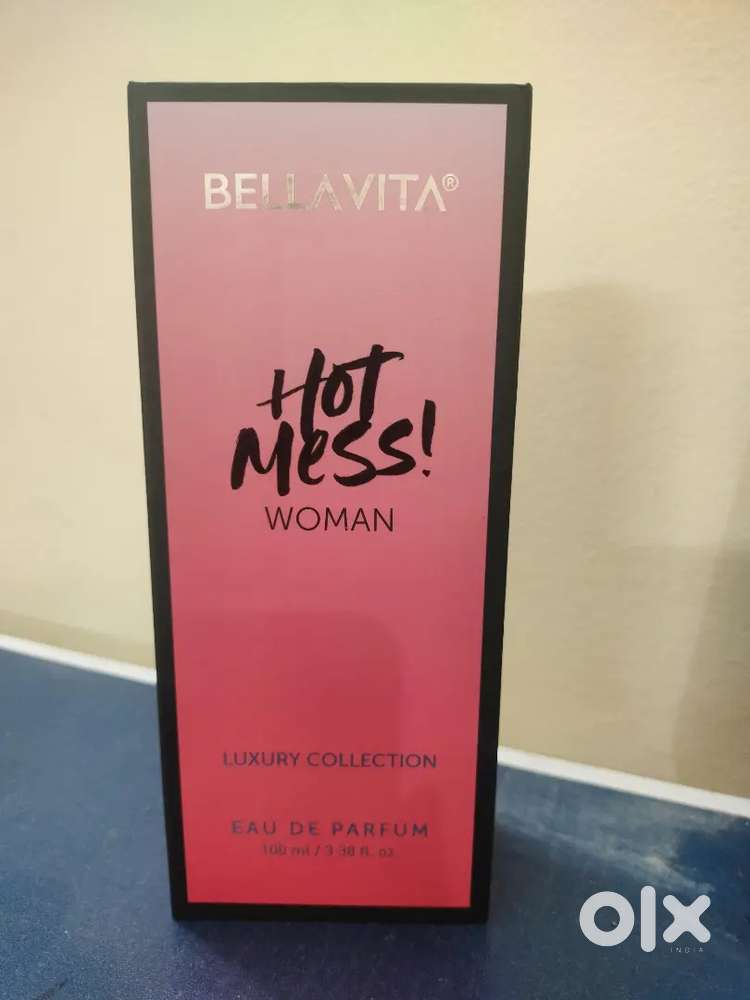 BELLAVITA®
Hot
Mess!
WOMAN
LUXURY COLLECTION
EAU DE PARFUM
100 ml / 3.38 fl. oz.
olx
INDIA